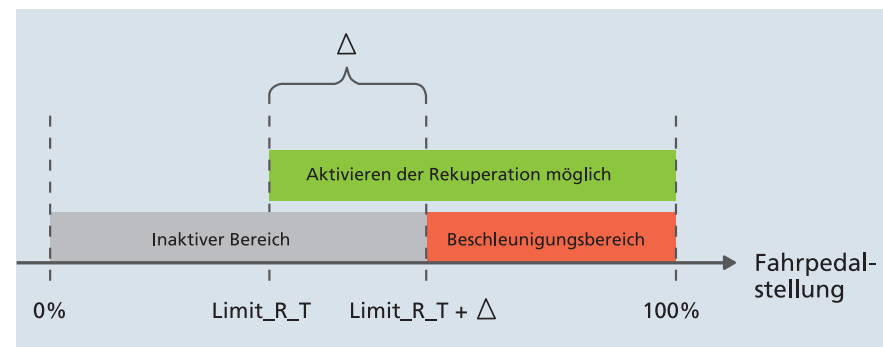 Δ
Aktivieren der Rekuperation möglich
Inaktiver Bereich Beschleunigungsbereich
Fahrpedal-
stellung
0% Limit_R_T Limit_R_T + Δ 100%